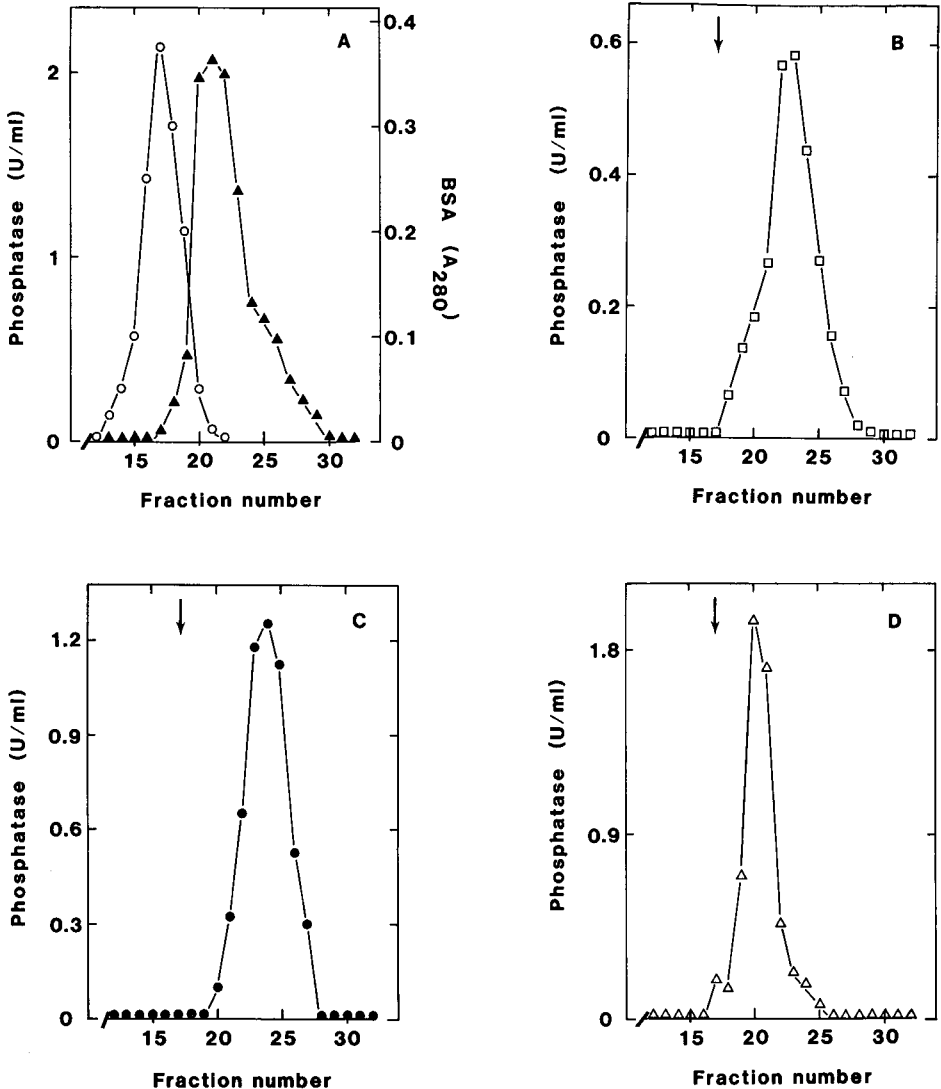 A
Phosphatase (U/ml)
2
1
0
0.4
0.3
0.2
0.1
0
BSA (A280)
15 20 25 30
Fraction number
B
Phosphatase (U/ml)
0.6
0.4
0.2
0
15 20 25 30
Fraction number
C
Phosphatase (U/ml)
1.2
0.9
0.6
0.3
0
15 20 25 30
Fraction number
D
Phosphatase (U/ml)
1.8
0.9
0
15 20 25 30
Fraction number